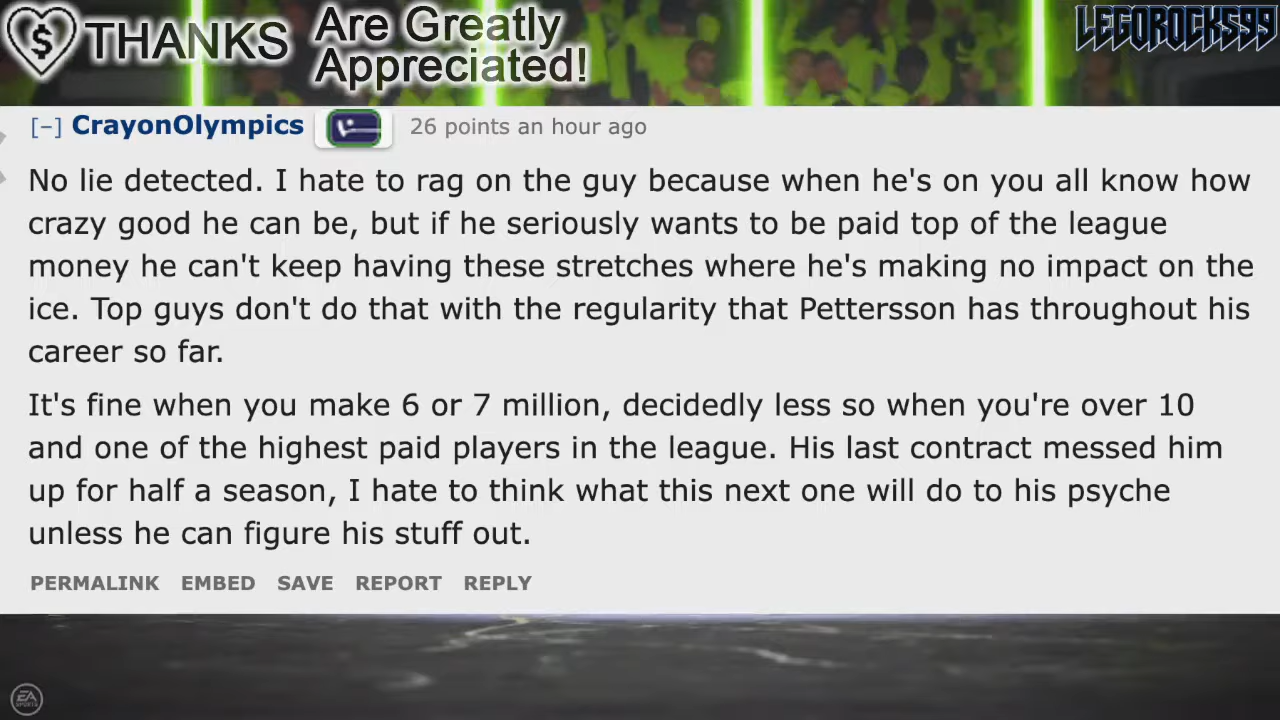 THANKS Are Greatly
Appreciated!
LEGOROCKS99
[–] CrayonOlympics 26 points an hour ago
No lie detected. I hate to rag on the guy because when he's on you all know how
crazy good he can be, but if he seriously wants to be paid top of the league
money he can't keep having these stretches where he's making no impact on the
ice. Top guys don't do that with the regularity that Pettersson has throughout his
career so far.
It's fine when you make 6 or 7 million, decidedly less so when you're over 10
and one of the highest paid players in the league. His last contract messed him
up for half a season, I hate to think what this next one will do to his psyche
unless he can figure his stuff out.
PERMALINK EMBED SAVE REPORT REPLY
EA
SPORTS